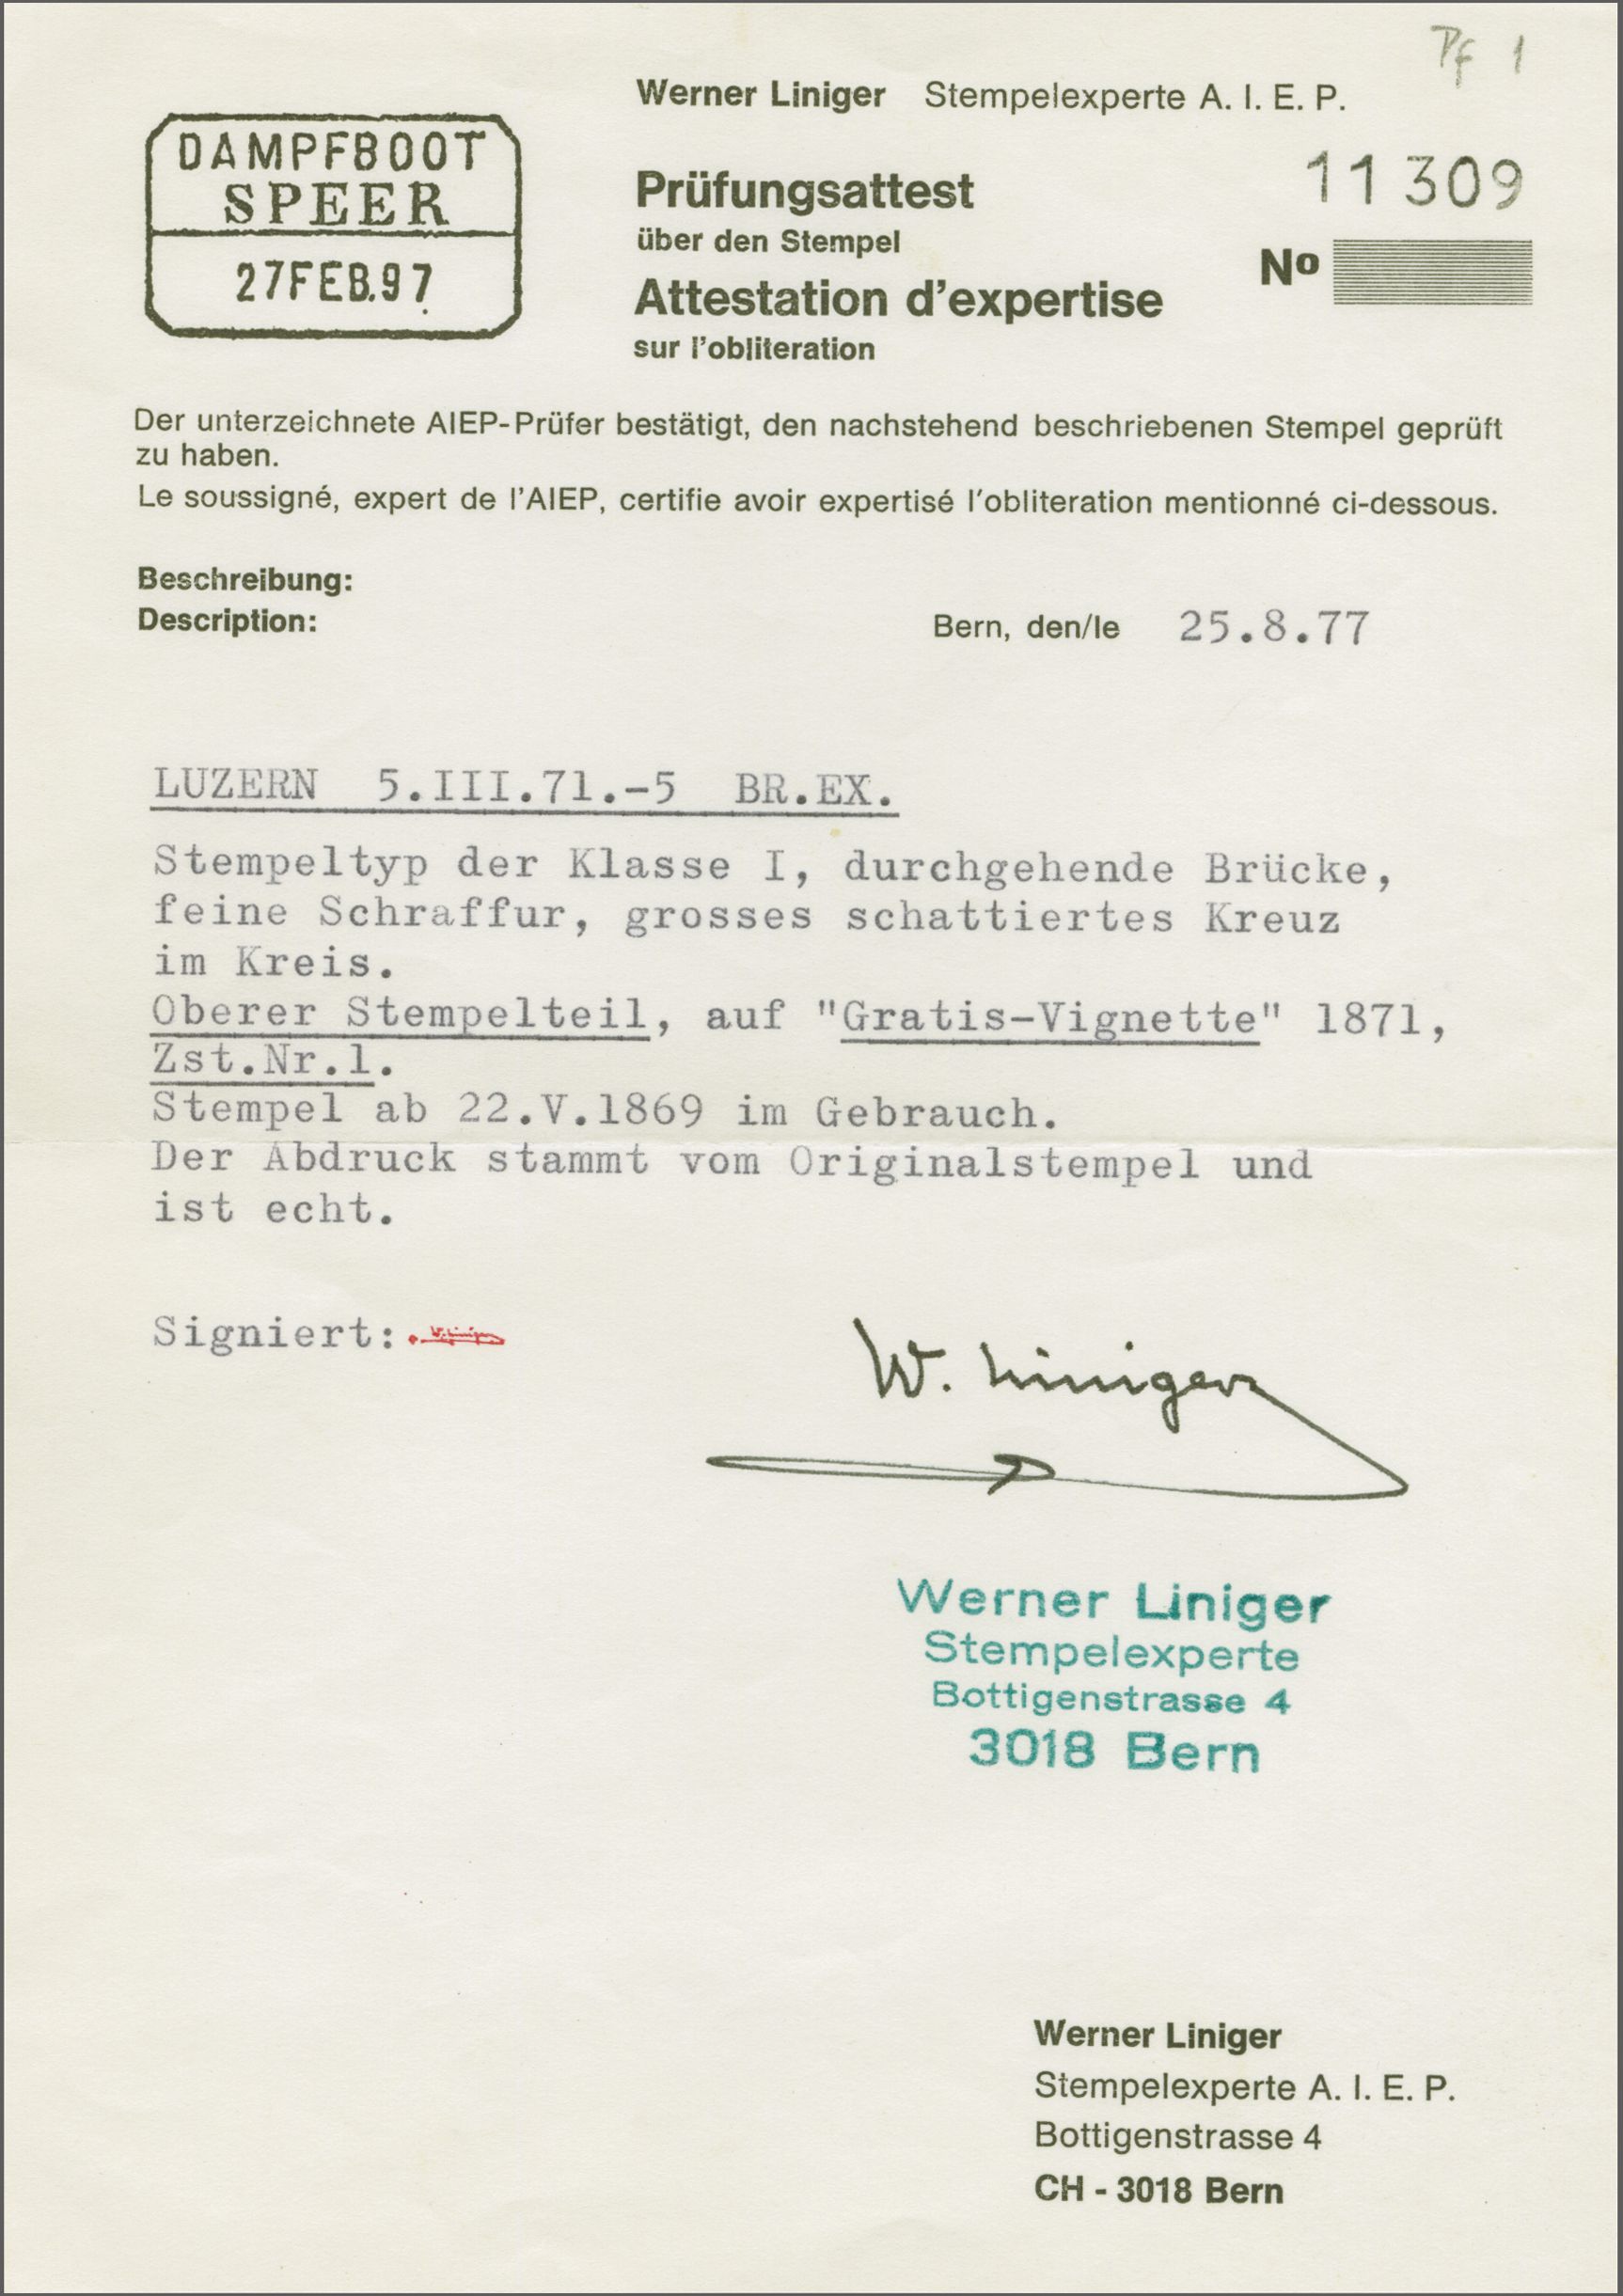 Pf 1
Werner Liniger Stempelexperte A. I. E. P.
DAMPFBOOT
SPEER
27FEB.97
Prüfungsattest
über den Stempel
Attestation d'expertise
sur l'obliteration
11 309
Nº
Der unterzeichnete AIEP-Prüfer bestätigt, den nachstehend beschriebenen Stempel geprüft
zu haben.
Le soussigné, expert de l'AIEP, certifie avoir expertisé l'obliteration mentionné ci-dessous.
Beschreibung:
Description:
Bern, den/le 25.8.77
LUZERN 5.III.71.-5 BR.EX.
Stempeltyp der Klasse I, durchgehende Brücke,
feine Schraffur, grosses schattiertes Kreuz
im Kreis.
Oberer Stempelteil, auf "Gratis-Vignette" 1871,
Zst.Nr.1.
Stempel ab 22.V.1869 im Gebrauch.
Der Abdruck stammt vom Originalstempel und
ist echt.
Signiert: W. Liniger
W. Liniger
Werner Liniger
Stempelexperte
Bottigenstrasse 4
3018 Bern
Werner Liniger
Stempelexperte A. I. E. P.
Bottigenstrasse 4
CH - 3018 Bern